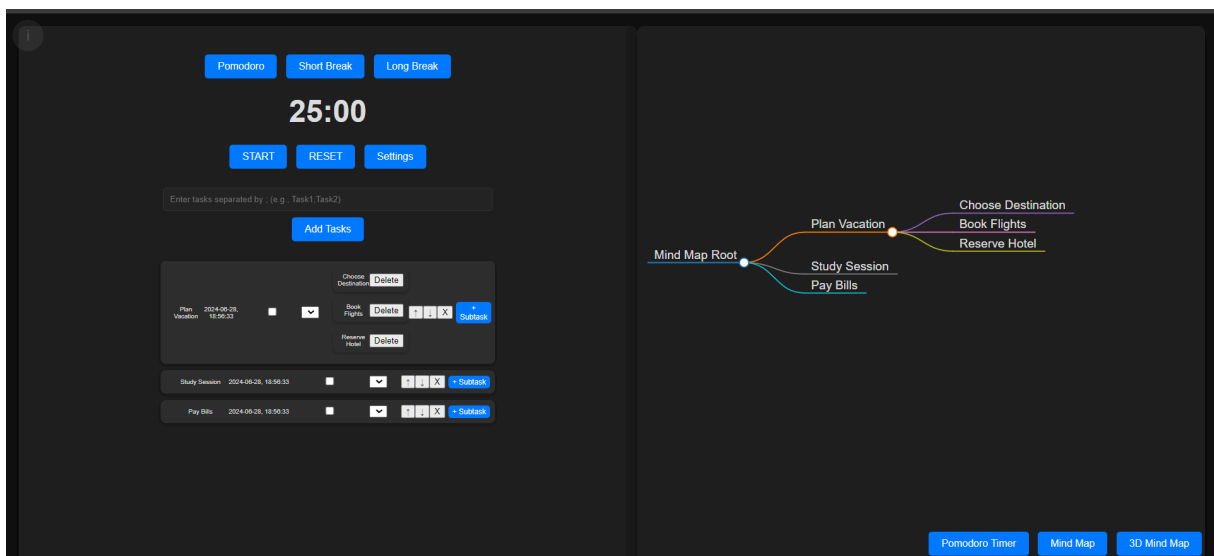 i
Pomodoro Short Break Long Break
25:00
START RESET Settings
Enter tasks separated by ; (e.g., Task1;Task2)
Add Tasks
Plan Vacation 2024-06-28, 18:56:33
Choose Destination Delete
Book Flights Delete
Reserve Hotel Delete
↑ ↓ X + Subtask
Study Session 2024-06-28, 18:56:33 ↑ ↓ X + Subtask
Pay Bills 2024-06-28, 18:56:33 ↑ ↓ X + Subtask
Mind Map Root
Plan Vacation
Choose Destination
Book Flights
Reserve Hotel
Study Session
Pay Bills
Pomodoro Timer Mind Map 3D Mind Map